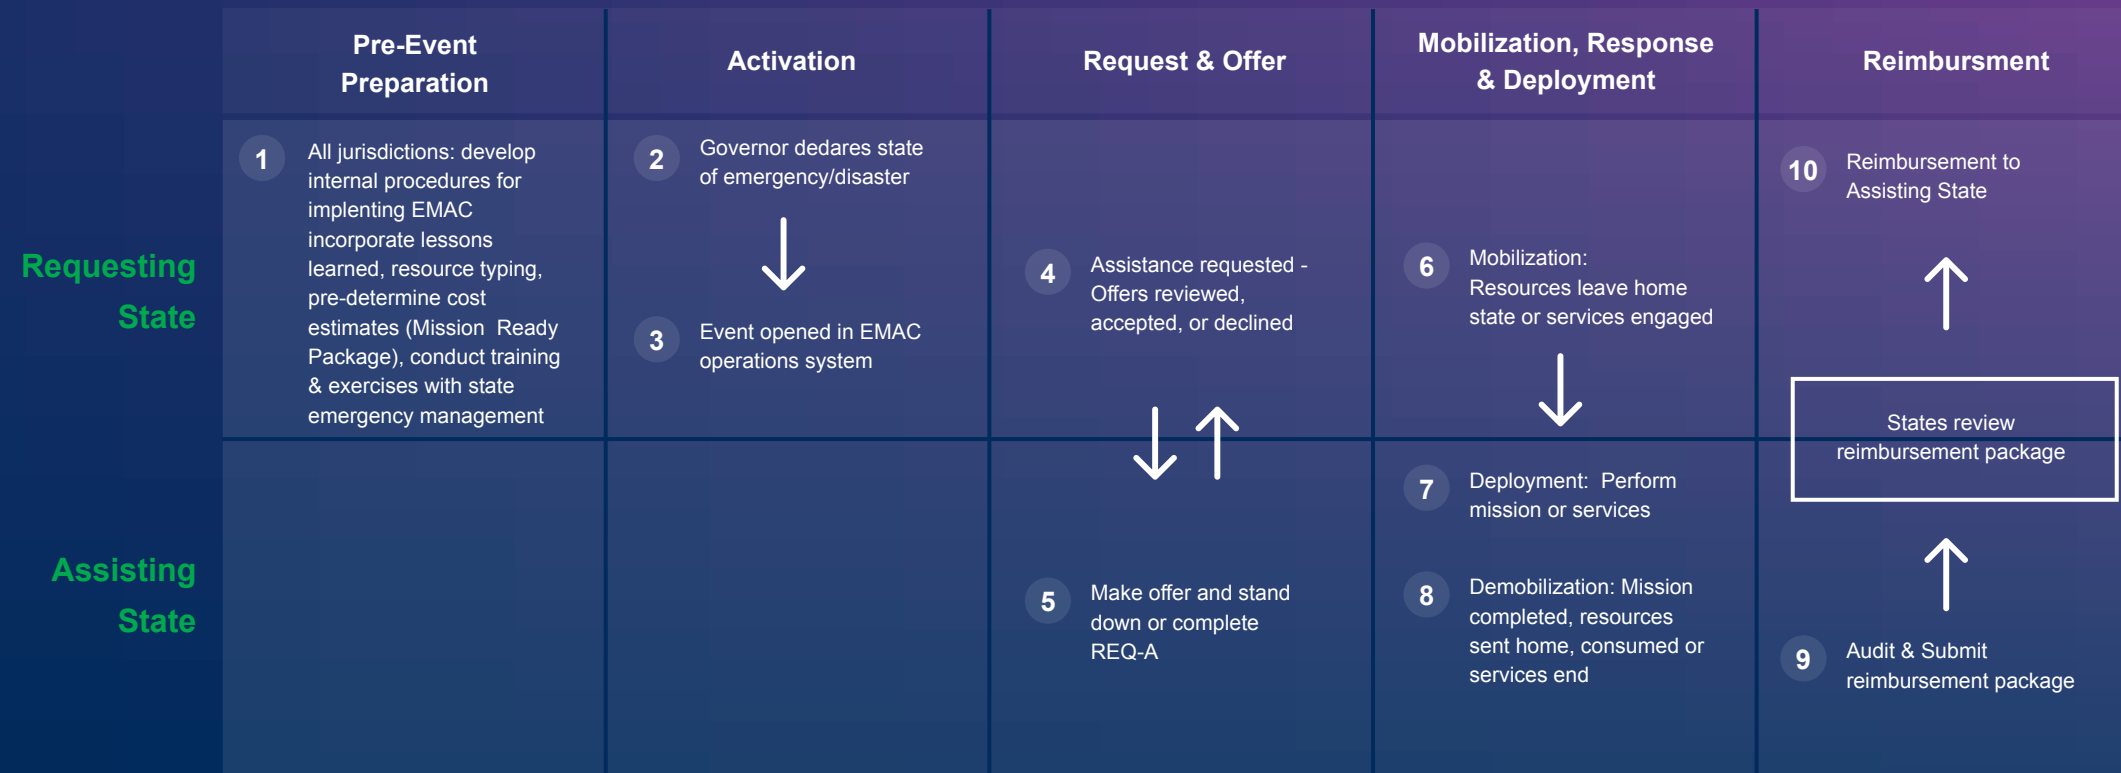 Pre-Event
Preparation
Activation
Request & Offer
Mobilization, Response
& Deployment
Reimbursment
Requesting
State
1
All jurisdictions: develop
internal procedures for
implenting EMAC
incorporate lessons
learned, resource typing,
pre-determine cost
estimates (Mission Ready
Package), conduct training
& exercises with state
emergency management
2
Governor dedares state
of emergency/disaster
3
Event opened in EMAC
operations system
4
Assistance requested -
Offers reviewed,
accepted, or declined
6
Mobilization:
Resources leave home
state or services engaged
10
Reimbursement to
Assisting State
States review
reimbursement package
Assisting
State
5
Make offer and stand
down or complete
REQ-A
7
Deployment: Perform
mission or services
8
Demobilization: Mission
completed, resources
sent home, consumed or
services end
9
Audit & Submit
reimbursement package